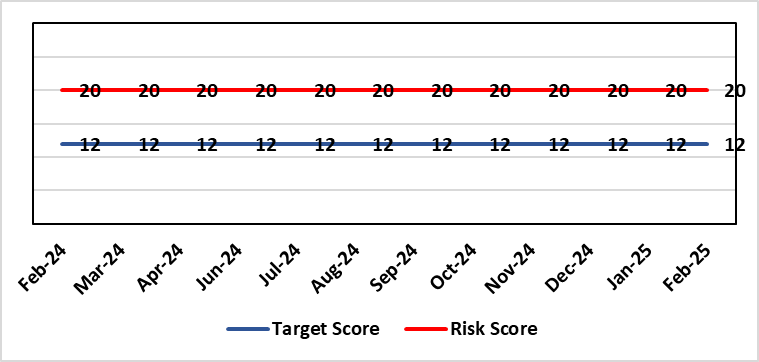 20 20 20 20 20 20 20 20 20 20 20 20
12 12 12 12 12 12 12 12 12 12 12 12
Feb-24 Mar-24 Apr-24 Jun-24 Jul-24 Aug-24 Sep-24 Oct-24 Nov-24 Dec-24 Jan-25 Feb-25
Target Score Risk Score